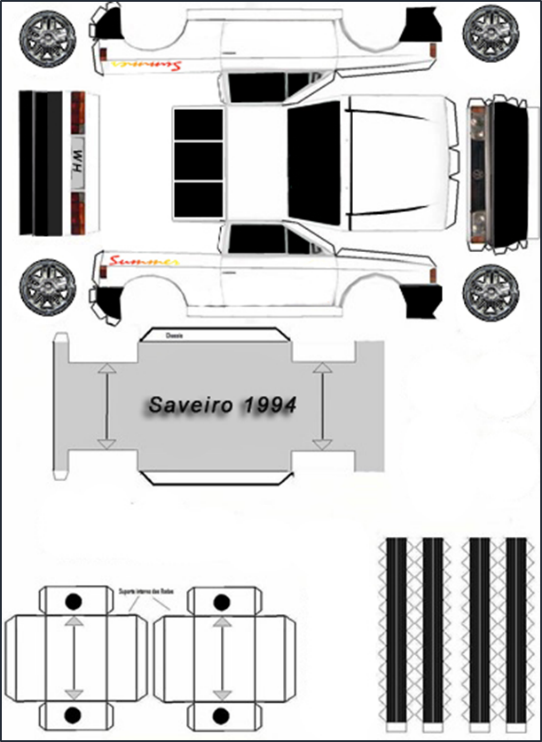 Summer
WH
Summer
Chassis
Saveiro 1994
Suporte interno das Rodas